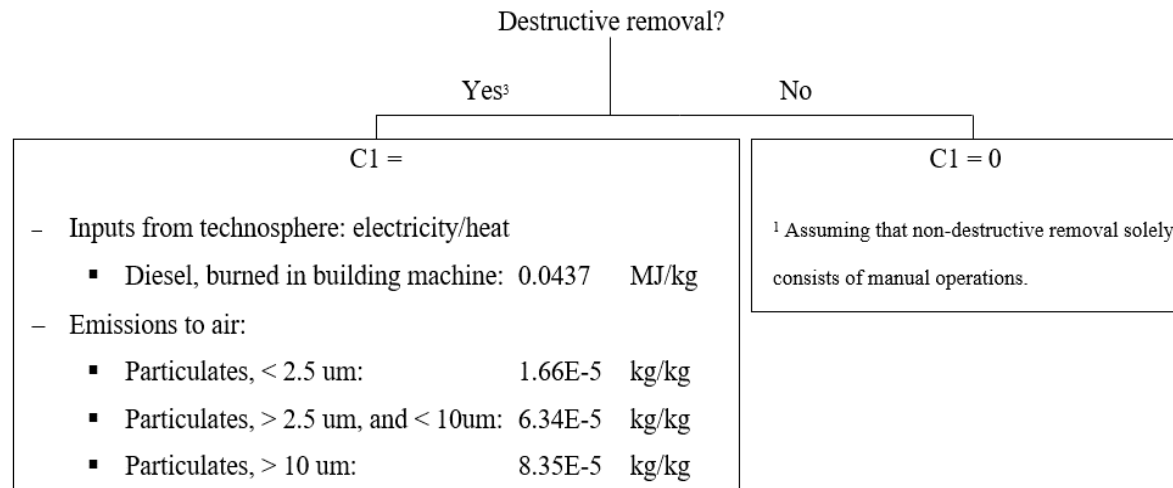 Destructive removal?
Yes³
No
C1 =
– Inputs from technosphere: electricity/heat
▪ Diesel, burned in building machine: 0.0437 MJ/kg
– Emissions to air:
▪ Particulates, < 2.5 um: 1.66E-5 kg/kg
▪ Particulates, > 2.5 um, and < 10um: 6.34E-5 kg/kg
▪ Particulates, > 10 um: 8.35E-5 kg/kg
C1 = 0
¹ Assuming that non-destructive removal solely
consists of manual operations.